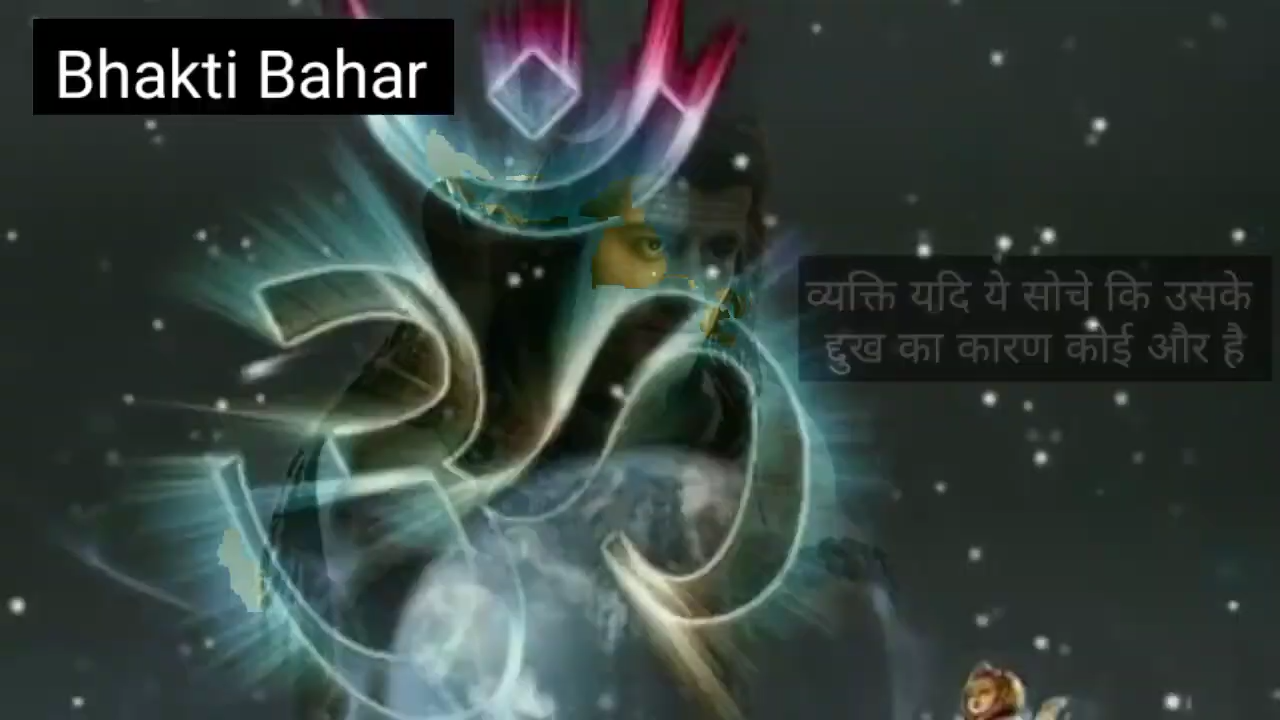 Bhakti Bahar
व्यक्ति यदि ये सोचे कि उसके
द्दुख का कारण कोई और है